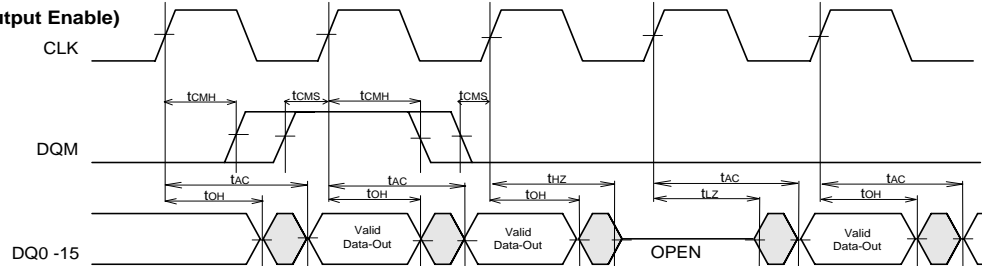 utput Enable)
CLK
tCMH tCMS tCMH tCMS
DQM
tAC tAC tHZ tAC tAC
tOH tOH tOH tLZ tOH
Valid Data-Out
Valid Data-Out
OPEN
Valid Data-Out
DQ0 -15